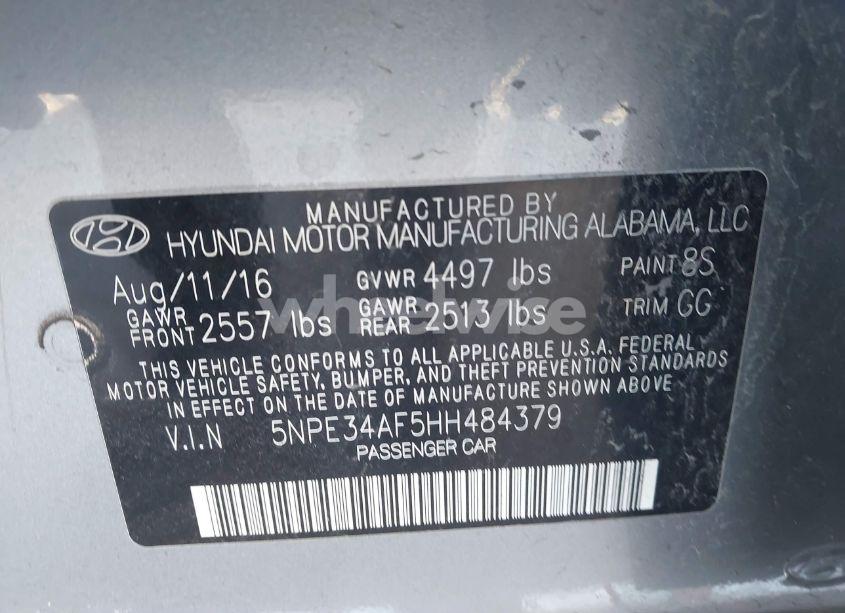 MANUFACTURED BY
HYUNDAI MOTOR MANUFACTURING ALABAMA, LLC
Aug/11/16 GVWR 4497 lbs PAINT 8S
GAWR FRONT 2557 lbs GAWR REAR 2513 lbs TRIM GG
wheelwise
THIS VEHICLE CONFORMS TO ALL APPLICABLE U.S.A. FEDERAL
MOTOR VEHICLE SAFETY, BUMPER, AND THEFT PREVENTION STANDARDS
IN EFFECT ON THE DATE OF MANUFACTURE SHOWN ABOVE
V.I.N 5NPE34AF5HH484379
PASSENGER CAR